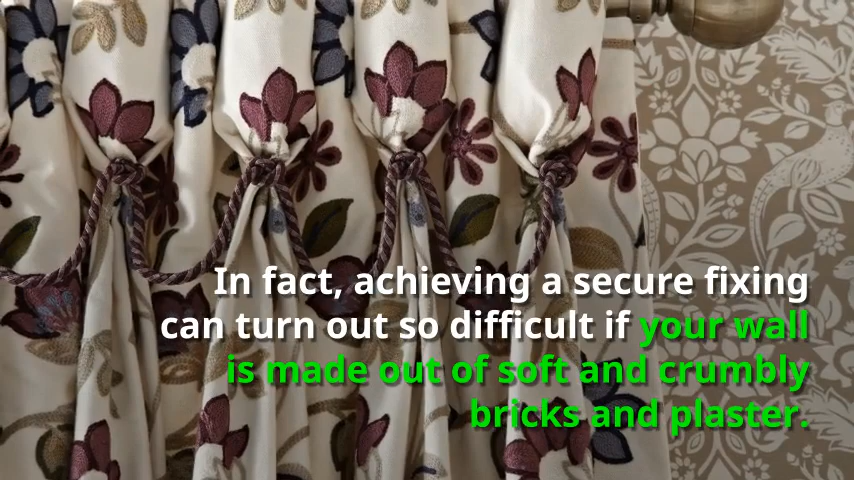 In fact, achieving a secure fixing
can turn out so difficult if your wall
is made out of soft and crumbly
bricks and plaster.